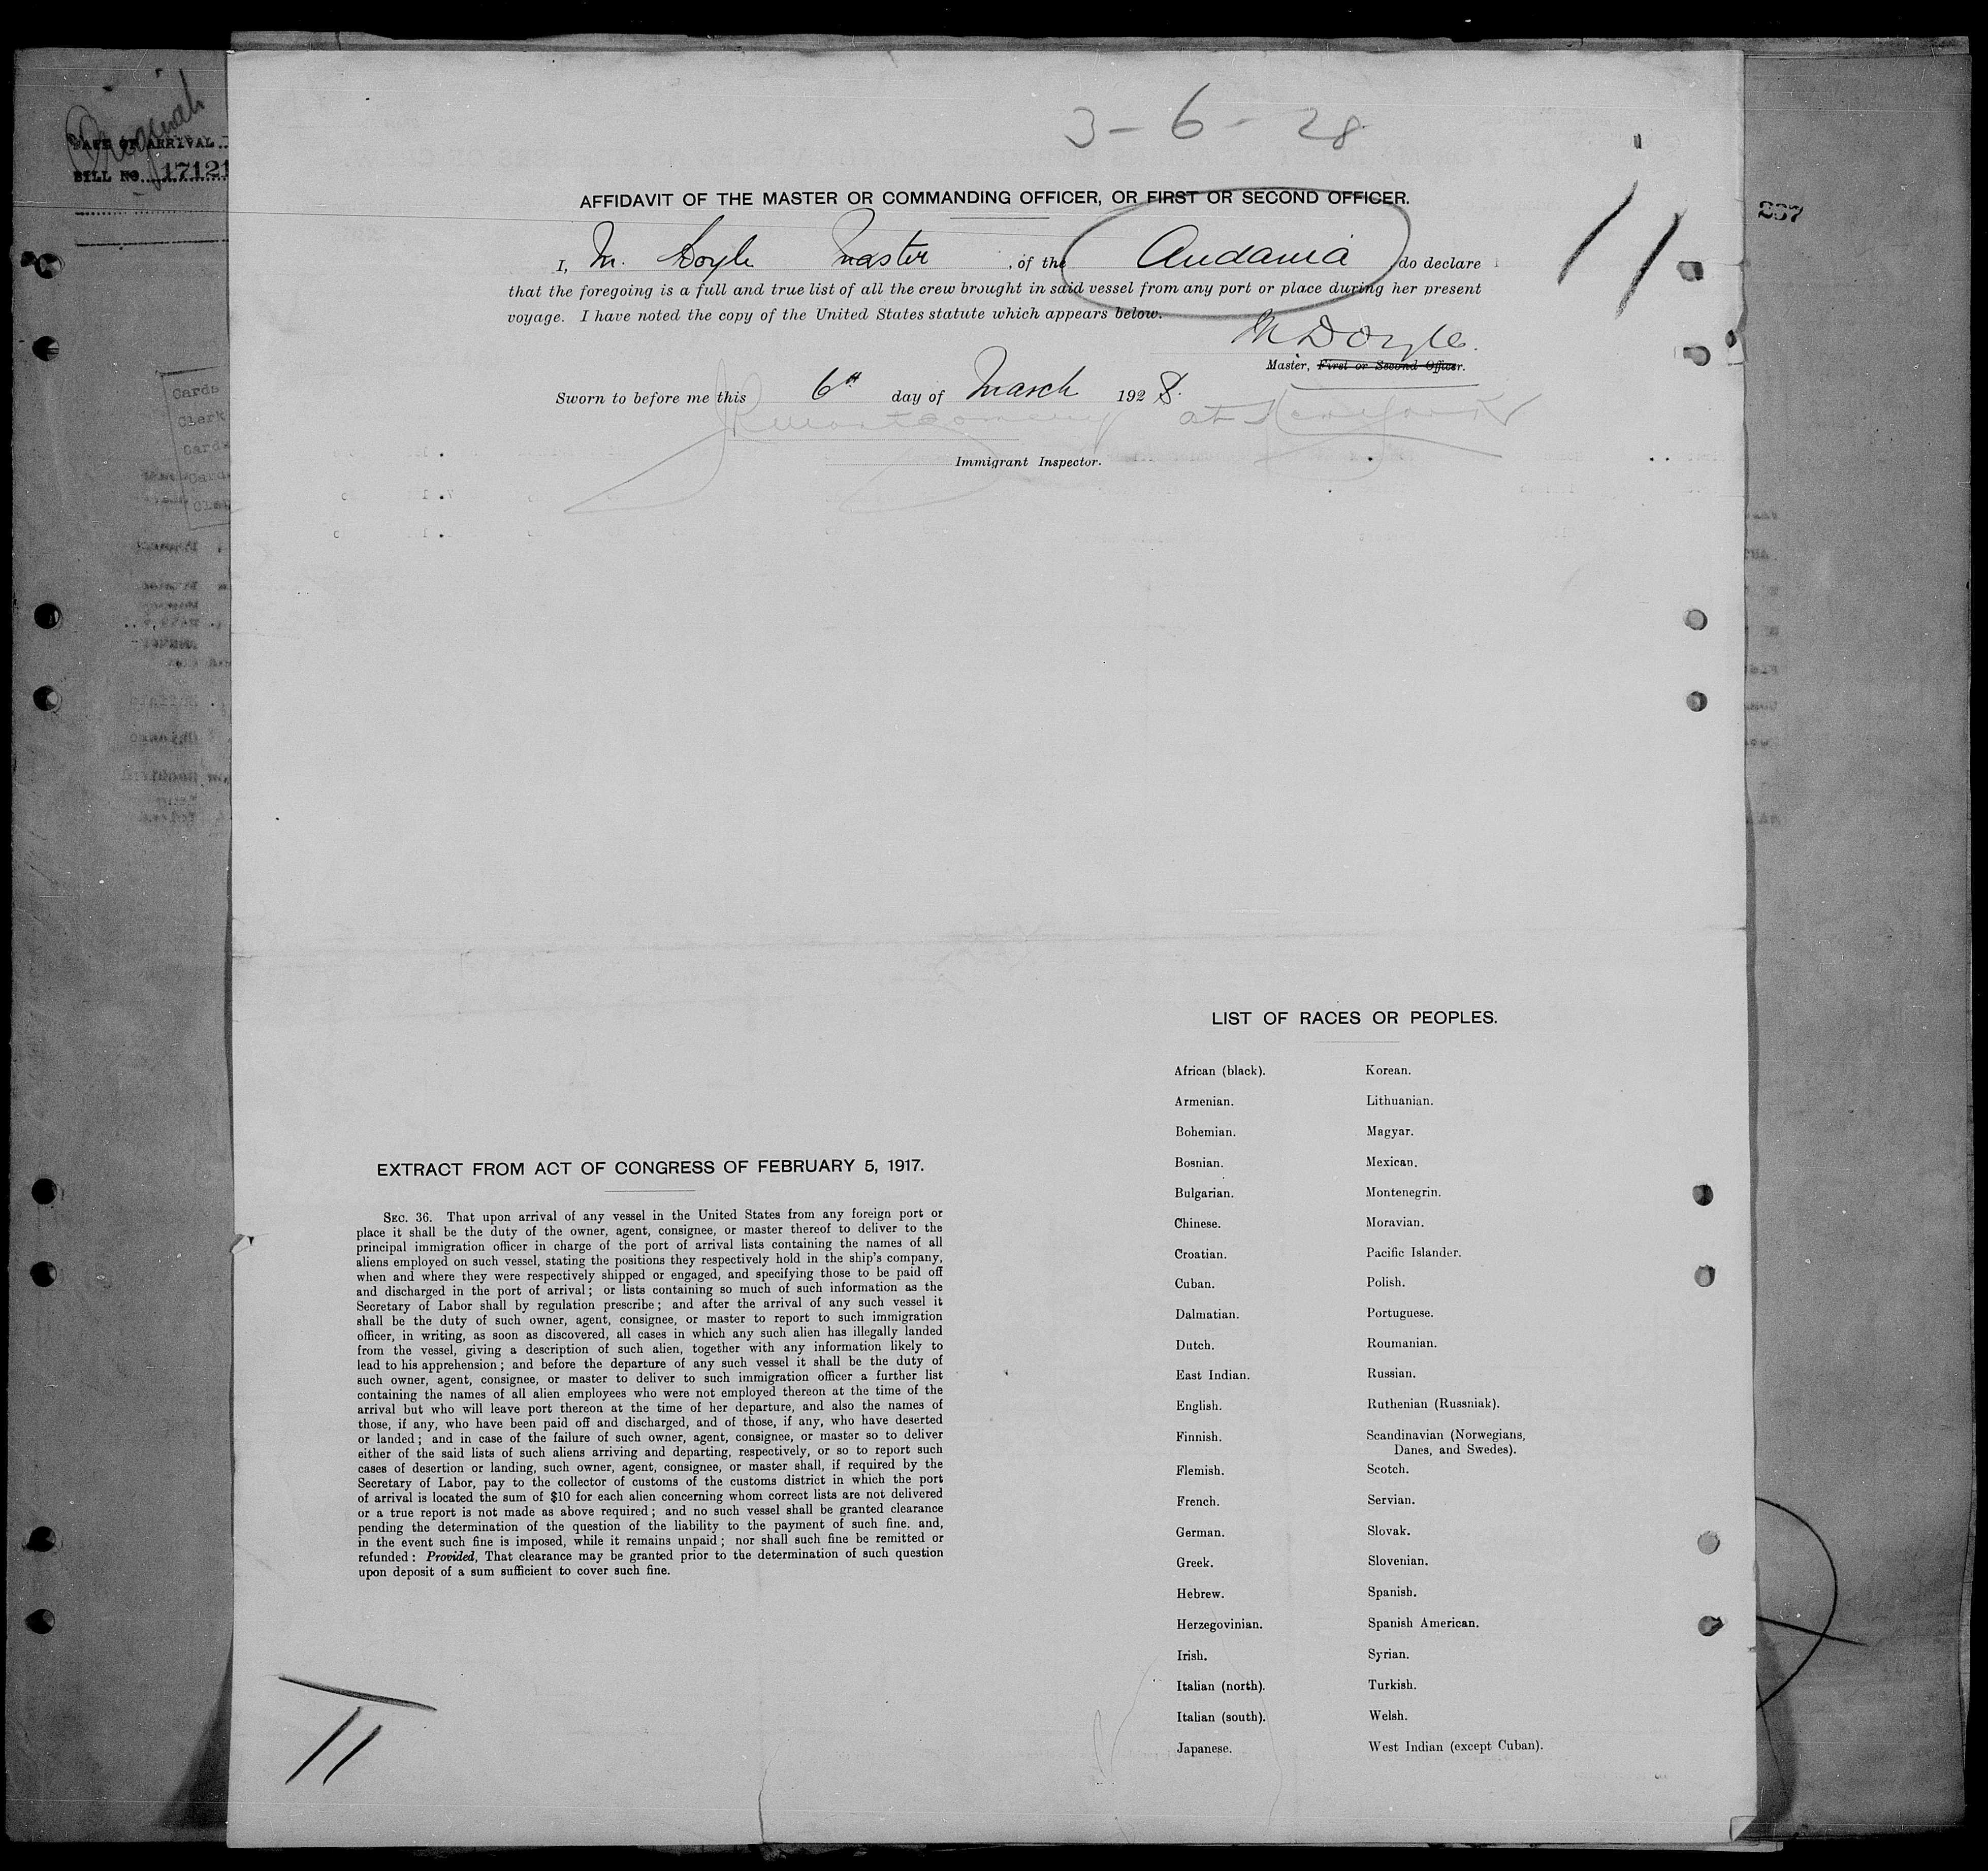 Original
DATE OF ARRIVAL
BILL NO. 17121
Cards
Clerk
Cards
Card
Cler
3-6-28
11
237
AFFIDAVIT OF THE MASTER OR COMMANDING OFFICER, OR FIRST OR SECOND OFFICER.
I, M. Doyle Master, of the Andania do declare
that the foregoing is a full and true list of all the crew brought in said vessel from any port or place during her present
voyage. I have noted the copy of the United States statute which appears below.
M Doyle.
Master, First or Second Officer.
Sworn to before me this 6th day of March 1928.
Montgomery at New York
Immigrant Inspector.
LIST OF RACES OR PEOPLES.
African (black).
Armenian.
Bohemian.
Bosnian.
Bulgarian.
Chinese.
Croatian.
Cuban.
Dalmatian.
Dutch.
East Indian.
English.
Finnish.
Flemish.
French.
German.
Greek.
Hebrew.
Herzegovinian.
Irish.
Italian (north).
Italian (south).
Japanese.
Korean.
Lithuanian.
Magyar.
Mexican.
Montenegrin.
Moravian.
Pacific Islander.
Polish.
Portuguese.
Roumanian.
Russian.
Ruthenian (Russniak).
Scandinavian (Norwegians,
Danes, and Swedes).
Scotch.
Servian.
Slovak.
Slovenian.
Spanish.
Spanish American.
Syrian.
Turkish.
Welsh.
West Indian (except Cuban).
EXTRACT FROM ACT OF CONGRESS OF FEBRUARY 5, 1917.
SEC. 36. That upon arrival of any vessel in the United States from any foreign port or
place it shall be the duty of the owner, agent, consignee, or master thereof to deliver to the
principal immigration officer in charge of the port of arrival lists containing the names of all
aliens employed on such vessel, stating the positions they respectively hold in the ship's company,
when and where they were respectively shipped or engaged, and specifying those to be paid off
and discharged in the port of arrival; or lists containing so much of such information as the
Secretary of Labor shall by regulation prescribe; and after the arrival of any such vessel it
shall be the duty of such owner, agent, consignee, or master to report to such immigration
officer, in writing, as soon as discovered, all cases in which any such alien has illegally landed
from the vessel, giving a description of such alien, together with any information likely to
lead to his apprehension; and before the departure of any such vessel it shall be the duty of
such owner, agent, consignee, or master to deliver to such immigration officer a further list
containing the names of all alien employees who were not employed thereon at the time of the
arrival but who will leave port thereon at the time of her departure, and also the names of
those, if any, who have been paid off and discharged, and of those, if any, who have deserted
or landed; and in case of the failure of such owner, agent, consignee, or master so to deliver
either of the said lists of such aliens arriving and departing, respectively, or so to report such
cases of desertion or landing, such owner, agent, consignee, or master shall, if required by the
Secretary of Labor, pay to the collector of customs of the customs district in which the port
of arrival is located the sum of $10 for each alien concerning whom correct lists are not delivered
or a true report is not made as above required; and no such vessel shall be granted clearance
pending the determination of the question of the liability to the payment of such fine. and,
in the event such fine is imposed, while it remains unpaid; nor shall such fine be remitted or
refunded: Provided, That clearance may be granted prior to the determination of such question
upon deposit of a sum sufficient to cover such fine.
11